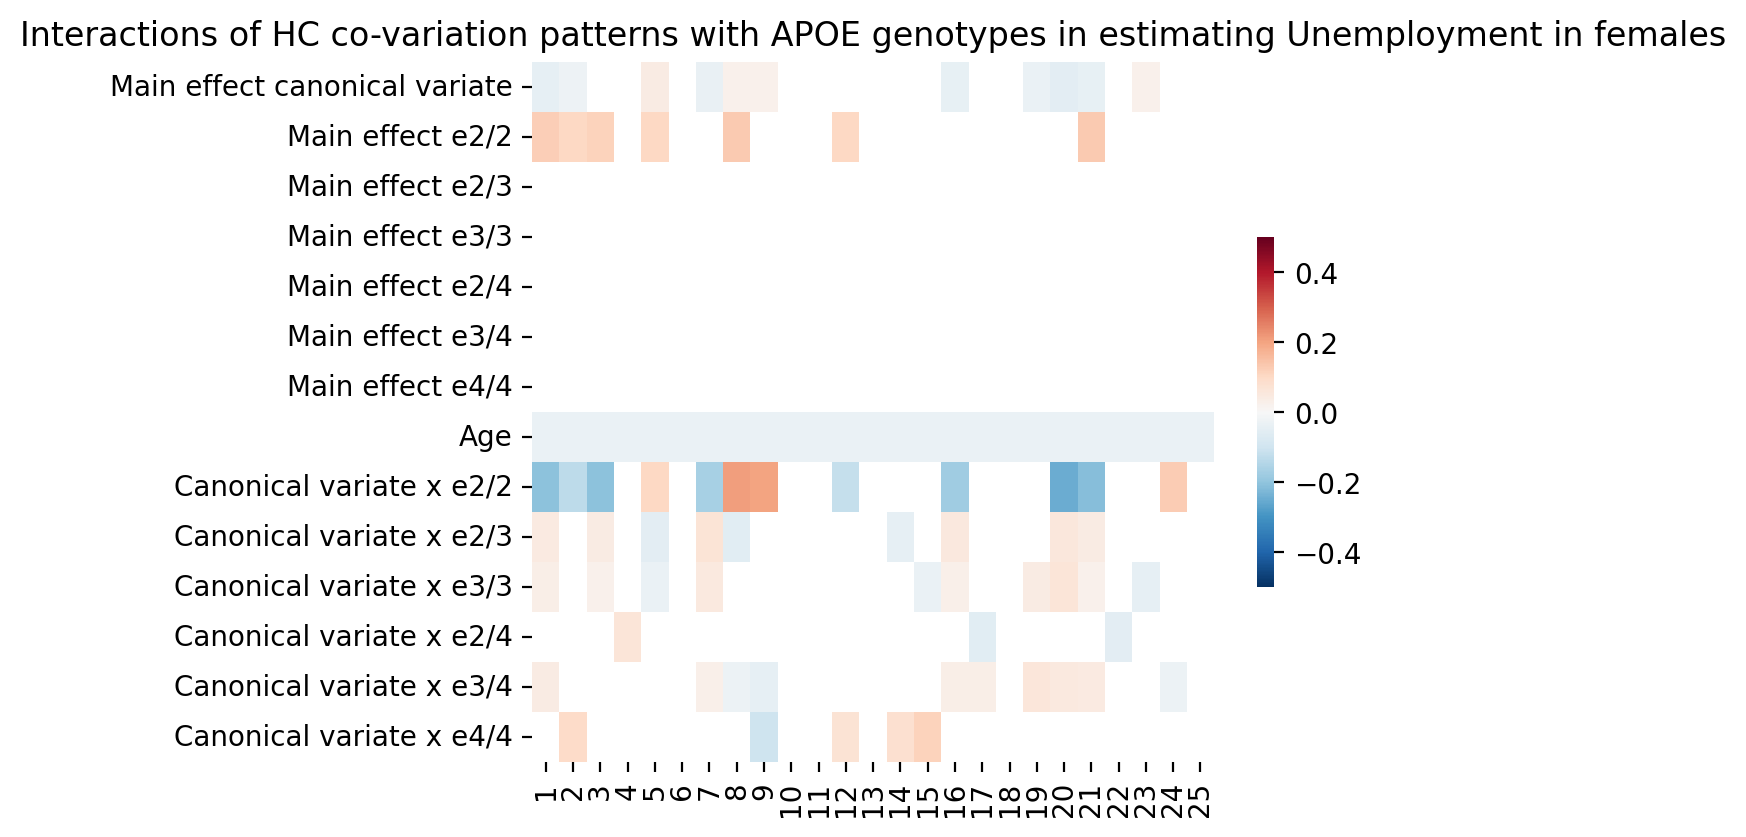 Interactions of HC co-variation patterns with APOE genotypes in estimating Unemployment in females
Main effect canonical variate
Main effect e2/2
Main effect e2/3
Main effect e3/3
Main effect e2/4
Main effect e3/4
Main effect e4/4
Age
Canonical variate x e2/2
Canonical variate x e2/3
Canonical variate x e3/3
Canonical variate x e2/4
Canonical variate x e3/4
Canonical variate x e4/4
1 2 3 4 5 6 7 8 9 10 11 12 13 14 15 16 17 18 19 20 21 22 23 24 25
0.4
0.2
0.0
−0.2
−0.4